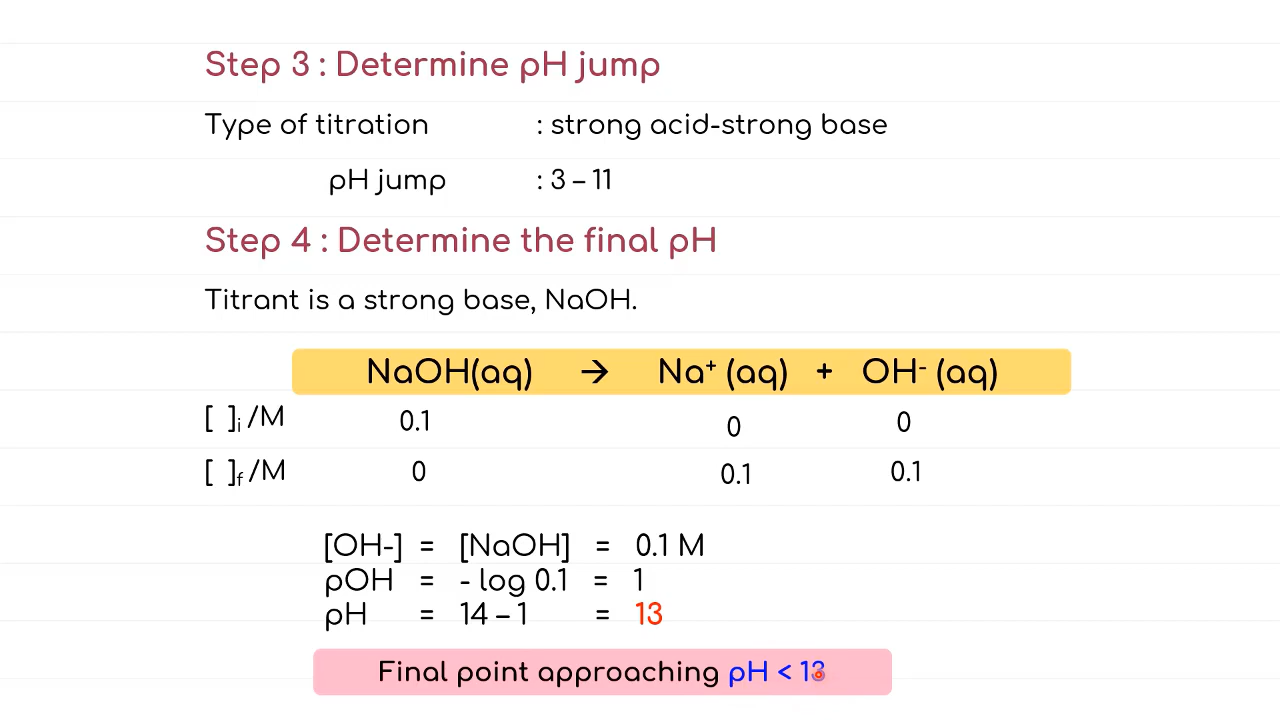 Step 3 : Determine pH jump
Type of titration : strong acid-strong base
pH jump : 3 – 11
Step 4 : Determine the final pH
Titrant is a strong base, NaOH.
NaOH(aq) → Na⁺ (aq) + OH⁻ (aq)
[ ]ᵢ /M 0.1 0 0
[ ]f /M 0 0.1 0.1
[OH-] = [NaOH] = 0.1 M
pOH = - log 0.1 = 1
pH = 14 – 1 = 13
Final point approaching pH < 13